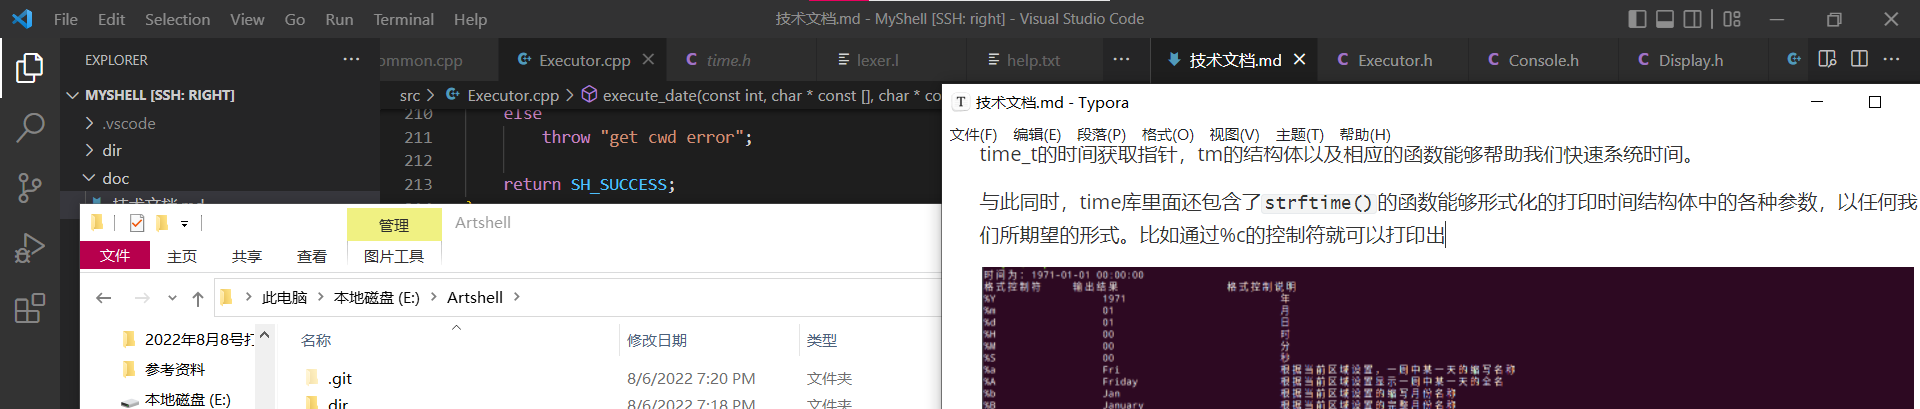 File Edit Selection View Go Run Terminal Help 技术文档.md - MyShell [SSH: right] - Visual Studio Code
EXPLORER
ommon.cpp Executor.cpp time.h lexer.l help.txt 技术文档.md Executor.h Console.h Display.h
MYSHELL [SSH: RIGHT]
.vscode
dir
doc
技术文档.md
src > Executor.cpp > execute_date(const int, char * const [], char * co
210 else
211 throw "get cwd error";
212
213 return SH_SUCCESS;
管理 Artshell
文件 主页 共享 查看 图片工具
此电脑 > 本地磁盘 (E:) > Artshell >
2022年8月8号打
参考资料
本地磁盘 (E:)
名称 修改日期 类型
.git 8/6/2022 7:20 PM 文件夹
dir 8/6/2022 7:18 PM 文件夹
技术文档.md - Typora
文件(F) 编辑(E) 段落(P) 格式(O) 视图(V) 主题(T) 帮助(H)
time_t的时间获取指针，tm的结构体以及相应的函数能够帮助我们快速系统时间。
与此同时，time库里面还包含了strftime()的函数能够形式化的打印时间结构体中的各种参数，以任何我
们所期望的形式。比如通过%c的控制符就可以打印出
时间为：1971-01-01 00:00:00
格式控制符 输出结果 格式控制说明
%Y 1971 年
%m 01 月
%d 01 日
%H 00 时
%M 00 分
%S 00 秒
%a Fri 根据当前区域设置，一周中某一天的缩写名称
%A Friday 根据当前区域设置显示一周中某一天的全名
%b Jan 根据当前区域设置的缩写月份名称
%B January 根据当前区域设置的完整月份名称